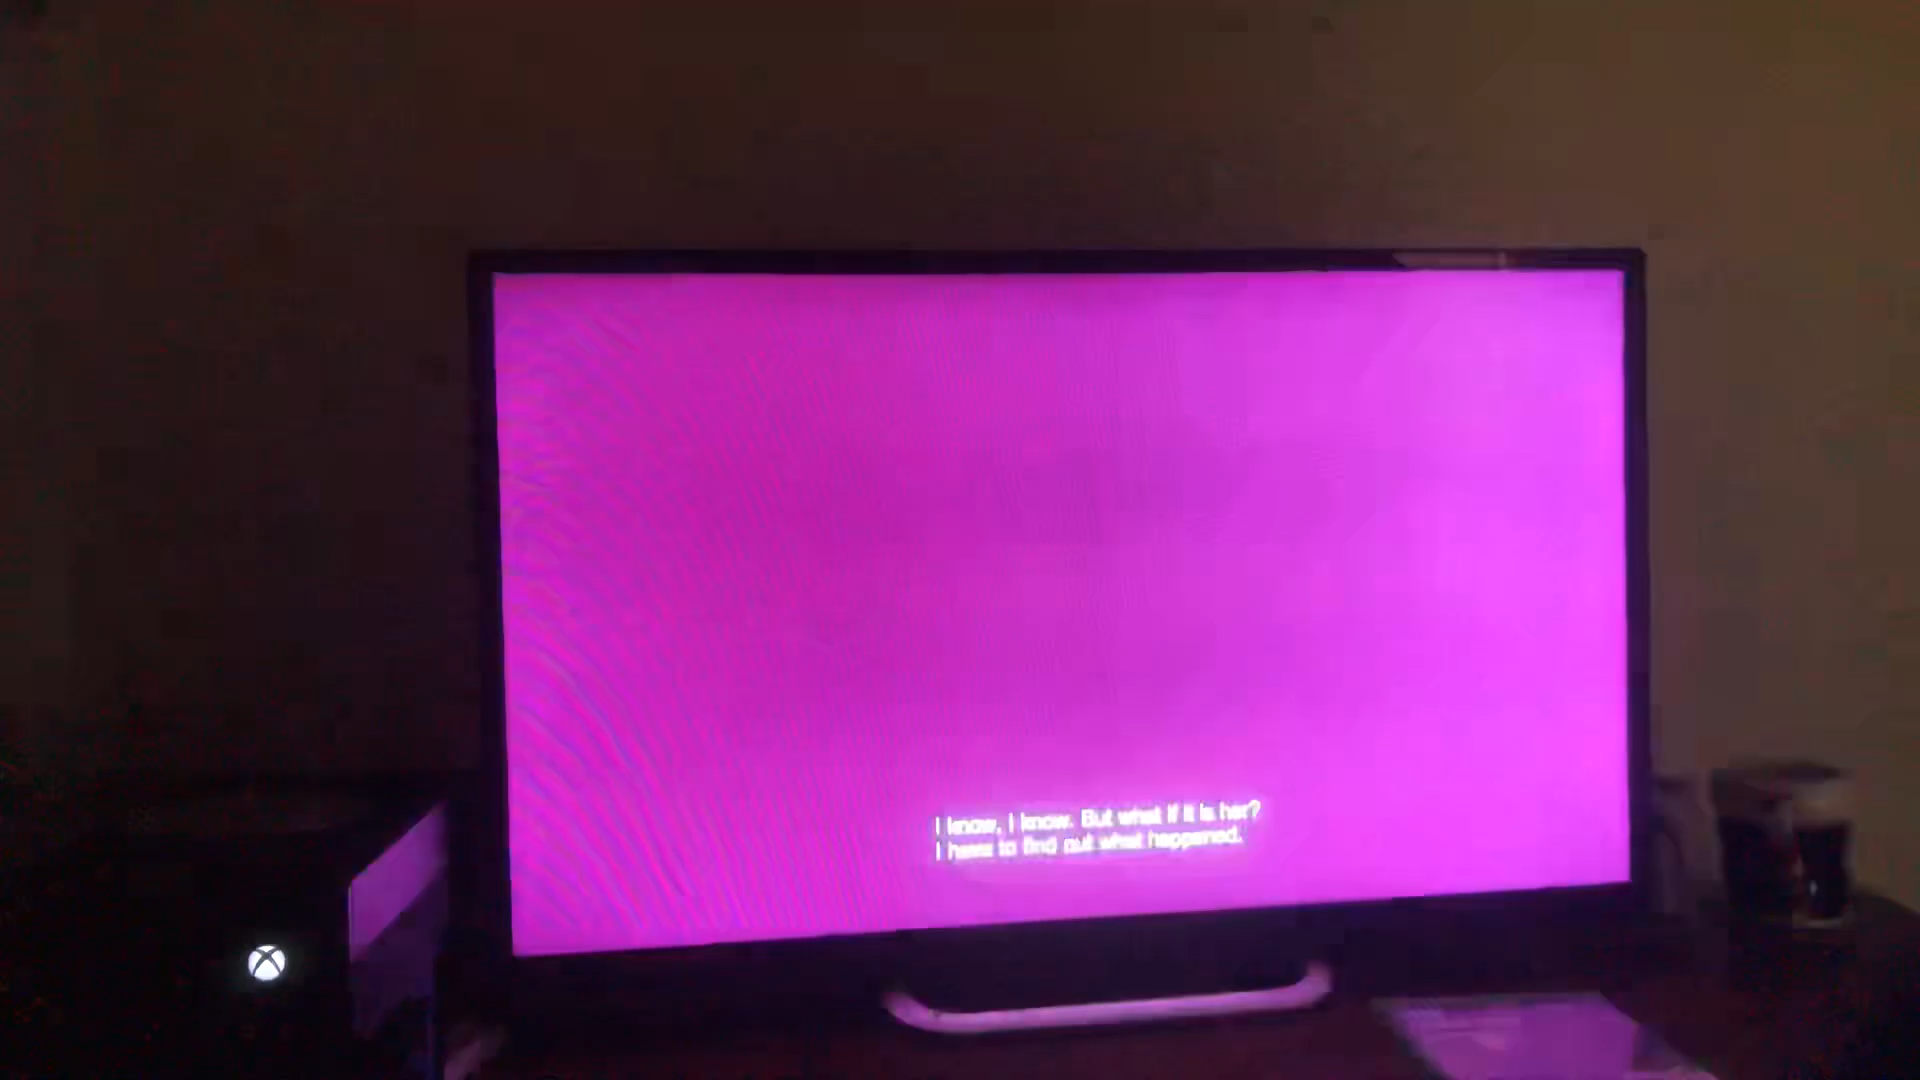 I know, I know. But what if it is her?
I have to find out what happened.